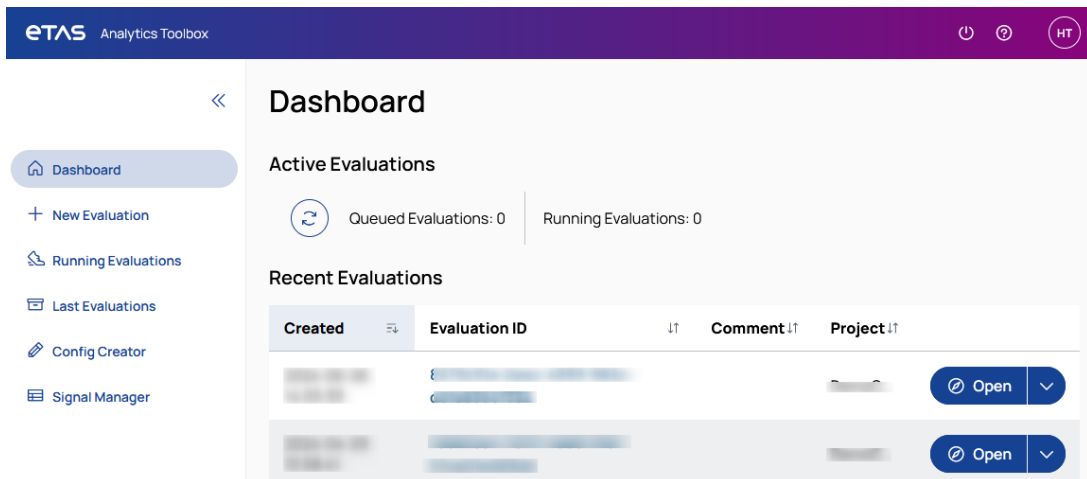 ETAS Analytics Toolbox
HT
Dashboard
Dashboard
New Evaluation
Running Evaluations
Last Evaluations
Config Creator
Signal Manager
Active Evaluations
Queued Evaluations: 0
Running Evaluations: 0
Recent Evaluations
Created Evaluation ID Comment Project
Open
Open